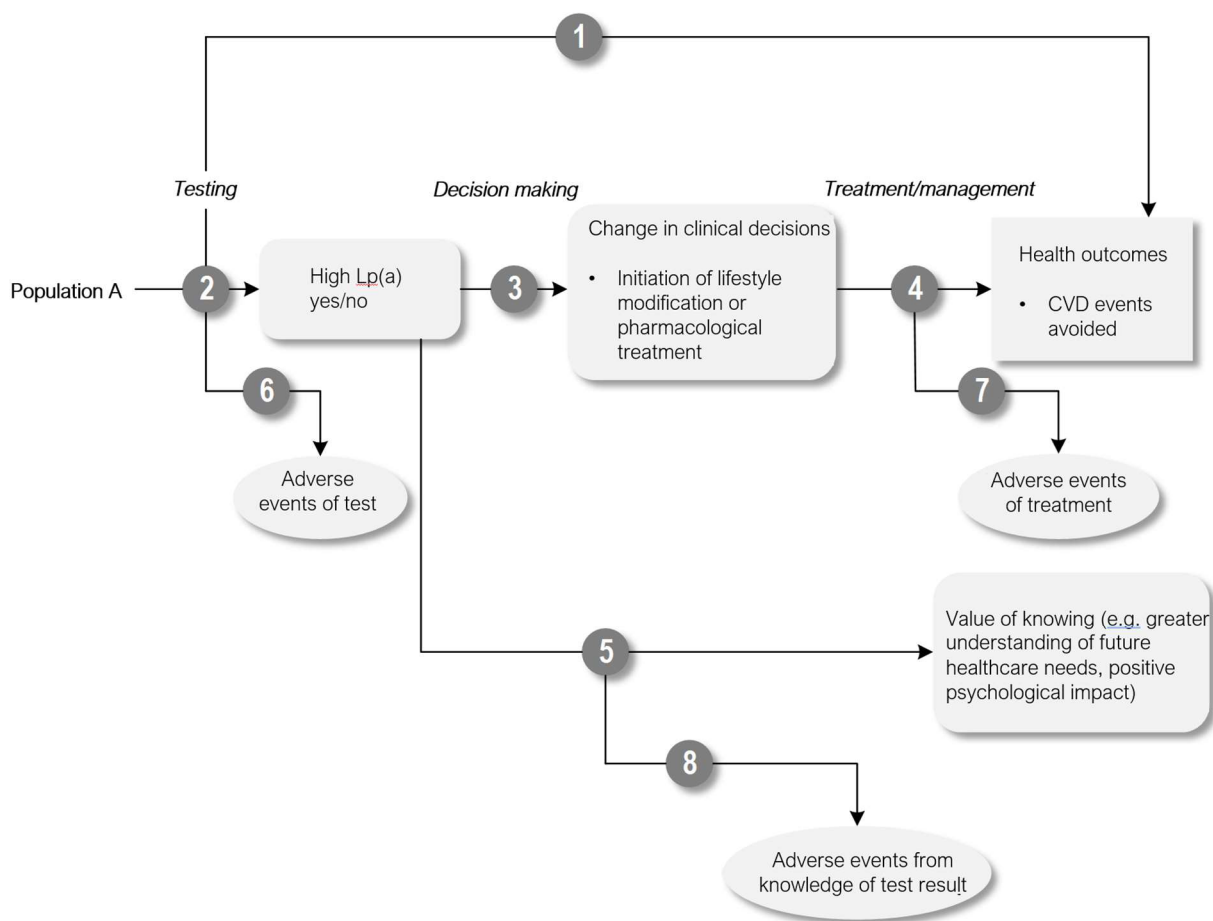 1
Testing
Decision making
Treatment/management
Population A
2
High Lp(a)
yes/no
3
Change in clinical decisions
• Initiation of lifestyle
modification or
pharmacological
treatment
4
Health outcomes
• CVD events
avoided
6
Adverse
events of test
7
Adverse events
of treatment
5
Value of knowing (e.g. greater
understanding of future
healthcare needs, positive
psychological impact)
8
Adverse events from
knowledge of test result